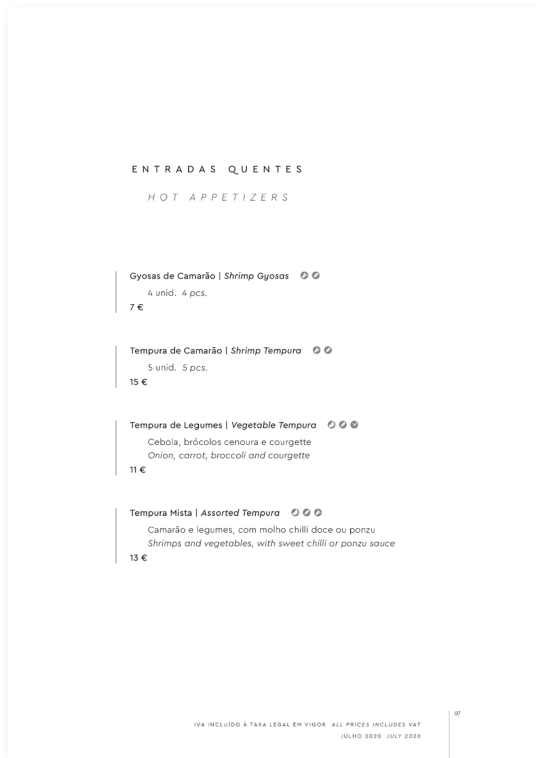 ENTRADAS QUENTES
HOT APPETIZERS
Gyosas de Camarão | Shrimp Gyosas
4 unid. 4 pcs.
7 €
Tempura de Camarão | Shrimp Tempura
5 unid. 5 pcs.
15 €
Tempura de Legumes | Vegetable Tempura
Cebola, brócolos cenoura e courgette
Onion, carrot, broccoli and courgette
11 €
Tempura Mista | Assorted Tempura
Camarão e legumes, com molho chilli doce ou ponzu
Shrimps and vegetables, with sweet chilli or ponzu sauce
13 €
07
IVA INCLUÍDO À TAXA LEGAL EM VIGOR ALL PRICES INCLUDES VAT
JULHO 2020 JULY 2020